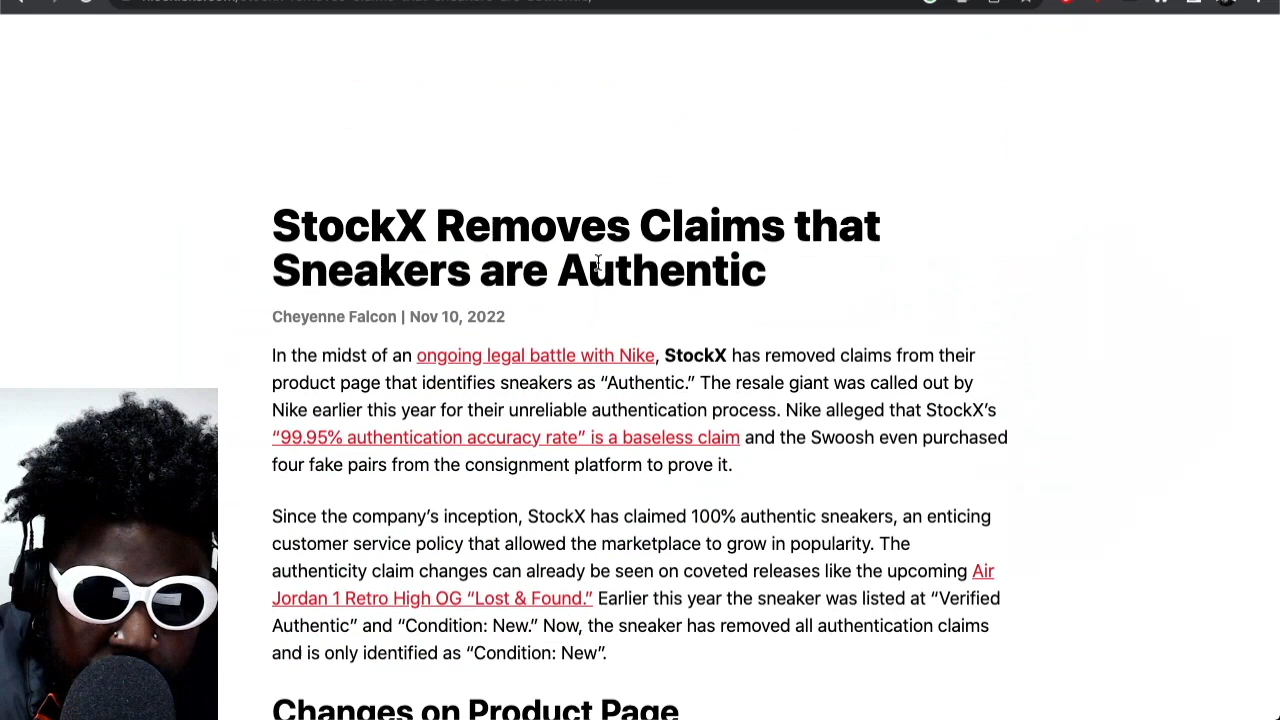 StockX Removes Claims that
Sneakers are Authentic
Cheyenne Falcon | Nov 10, 2022
In the midst of an ongoing legal battle with Nike, StockX has removed claims from their
product page that identifies sneakers as “Authentic.” The resale giant was called out by
Nike earlier this year for their unreliable authentication process. Nike alleged that StockX’s
“99.95% authentication accuracy rate” is a baseless claim and the Swoosh even purchased
four fake pairs from the consignment platform to prove it.
Since the company’s inception, StockX has claimed 100% authentic sneakers, an enticing
customer service policy that allowed the marketplace to grow in popularity. The
authenticity claim changes can already be seen on coveted releases like the upcoming Air
Jordan 1 Retro High OG “Lost & Found.” Earlier this year the sneaker was listed at “Verified
Authentic” and “Condition: New.” Now, the sneaker has removed all authentication claims
and is only identified as “Condition: New”.
Changes on Product Page